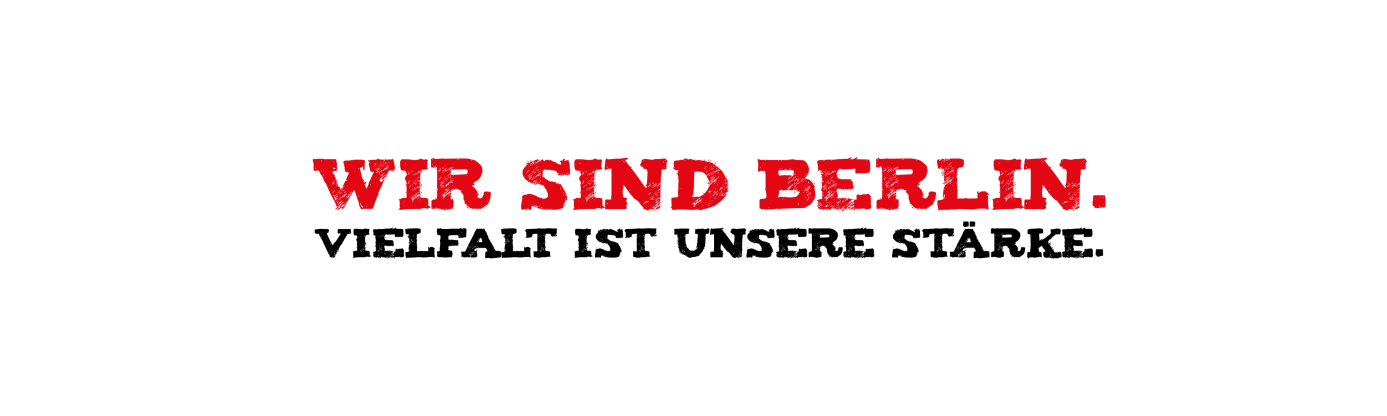 WIR SIND BERLIN.
VIELFALT IST UNSERE STÄRKE.